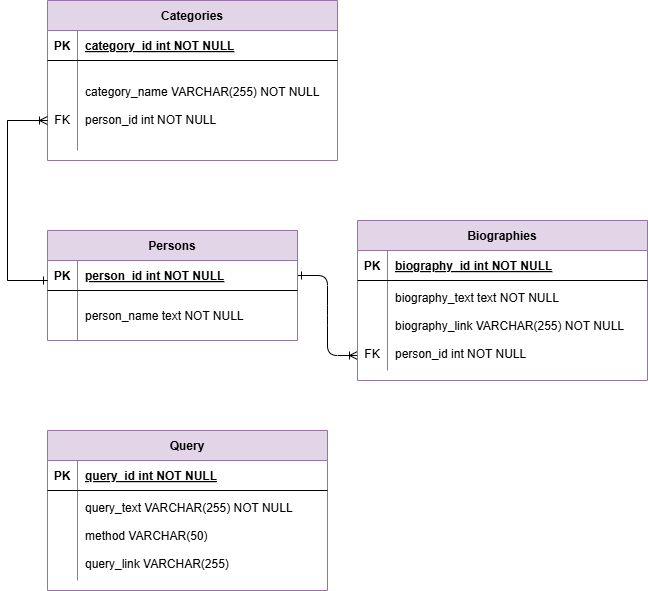 Categories
PK category_id int NOT NULL
category_name VARCHAR(255) NOT NULL
FK person_id int NOT NULL
Persons
PK person_id int NOT NULL
person_name text NOT NULL
Biographies
PK biography_id int NOT NULL
biography_text text NOT NULL
biography_link VARCHAR(255) NOT NULL
FK person_id int NOT NULL
Query
PK query_id int NOT NULL
query_text VARCHAR(255) NOT NULL
method VARCHAR(50)
query_link VARCHAR(255)